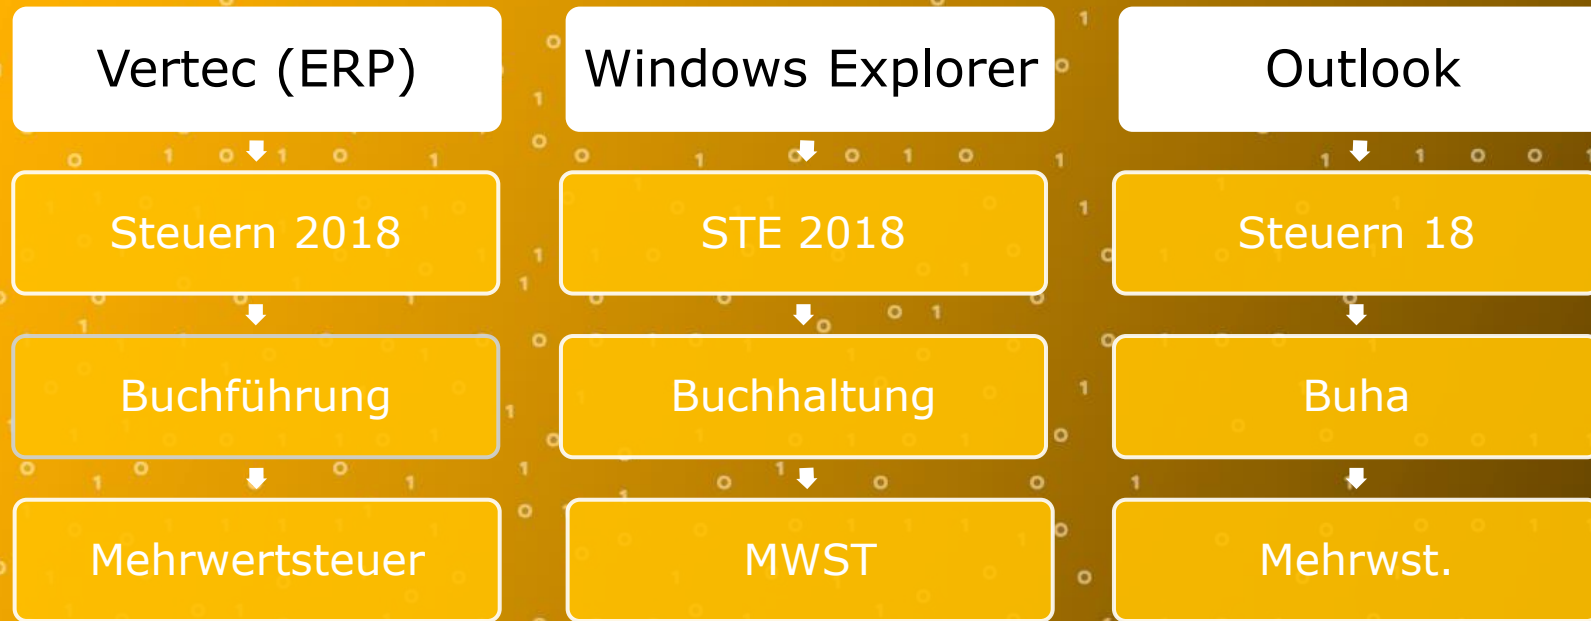 Vertec (ERP)
Steuern 2018
Buchführung
Mehrwertsteuer
Windows Explorer
STE 2018
Buchhaltung
MWST
Outlook
Steuern 18
Buha
Mehrwst.